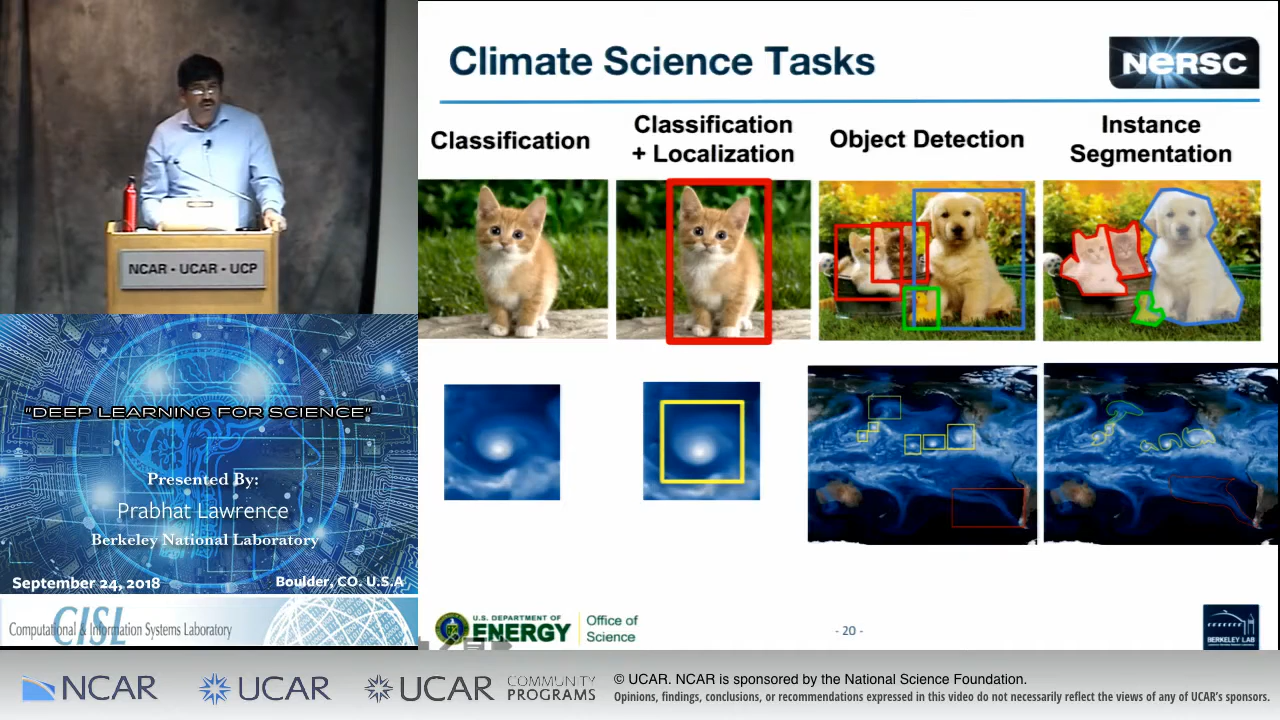 NCAR - UCAR - UCP
"DEEP LEARNING FOR SCIENCE"
Presented By:
Prabhat Lawrence
Berkeley National Laboratory
September 24, 2018
Boulder, CO. U.S.A
CISL
Computational & Information Systems Laboratory
Climate Science Tasks
NERSC
Classification
Classification
+ Localization
Object Detection
Instance
Segmentation
U.S. DEPARTMENT OF
ENERGY
Office of
Science
- 20 -
BERKELEY LAB
NCAR
UCAR
UCAR
COMMUNITY
PROGRAMS
© UCAR. NCAR is sponsored by the National Science Foundation.
Opinions, findings, conclusions, or recommendations expressed in this video do not necessarily reflect the views of any of UCAR's sponsors.